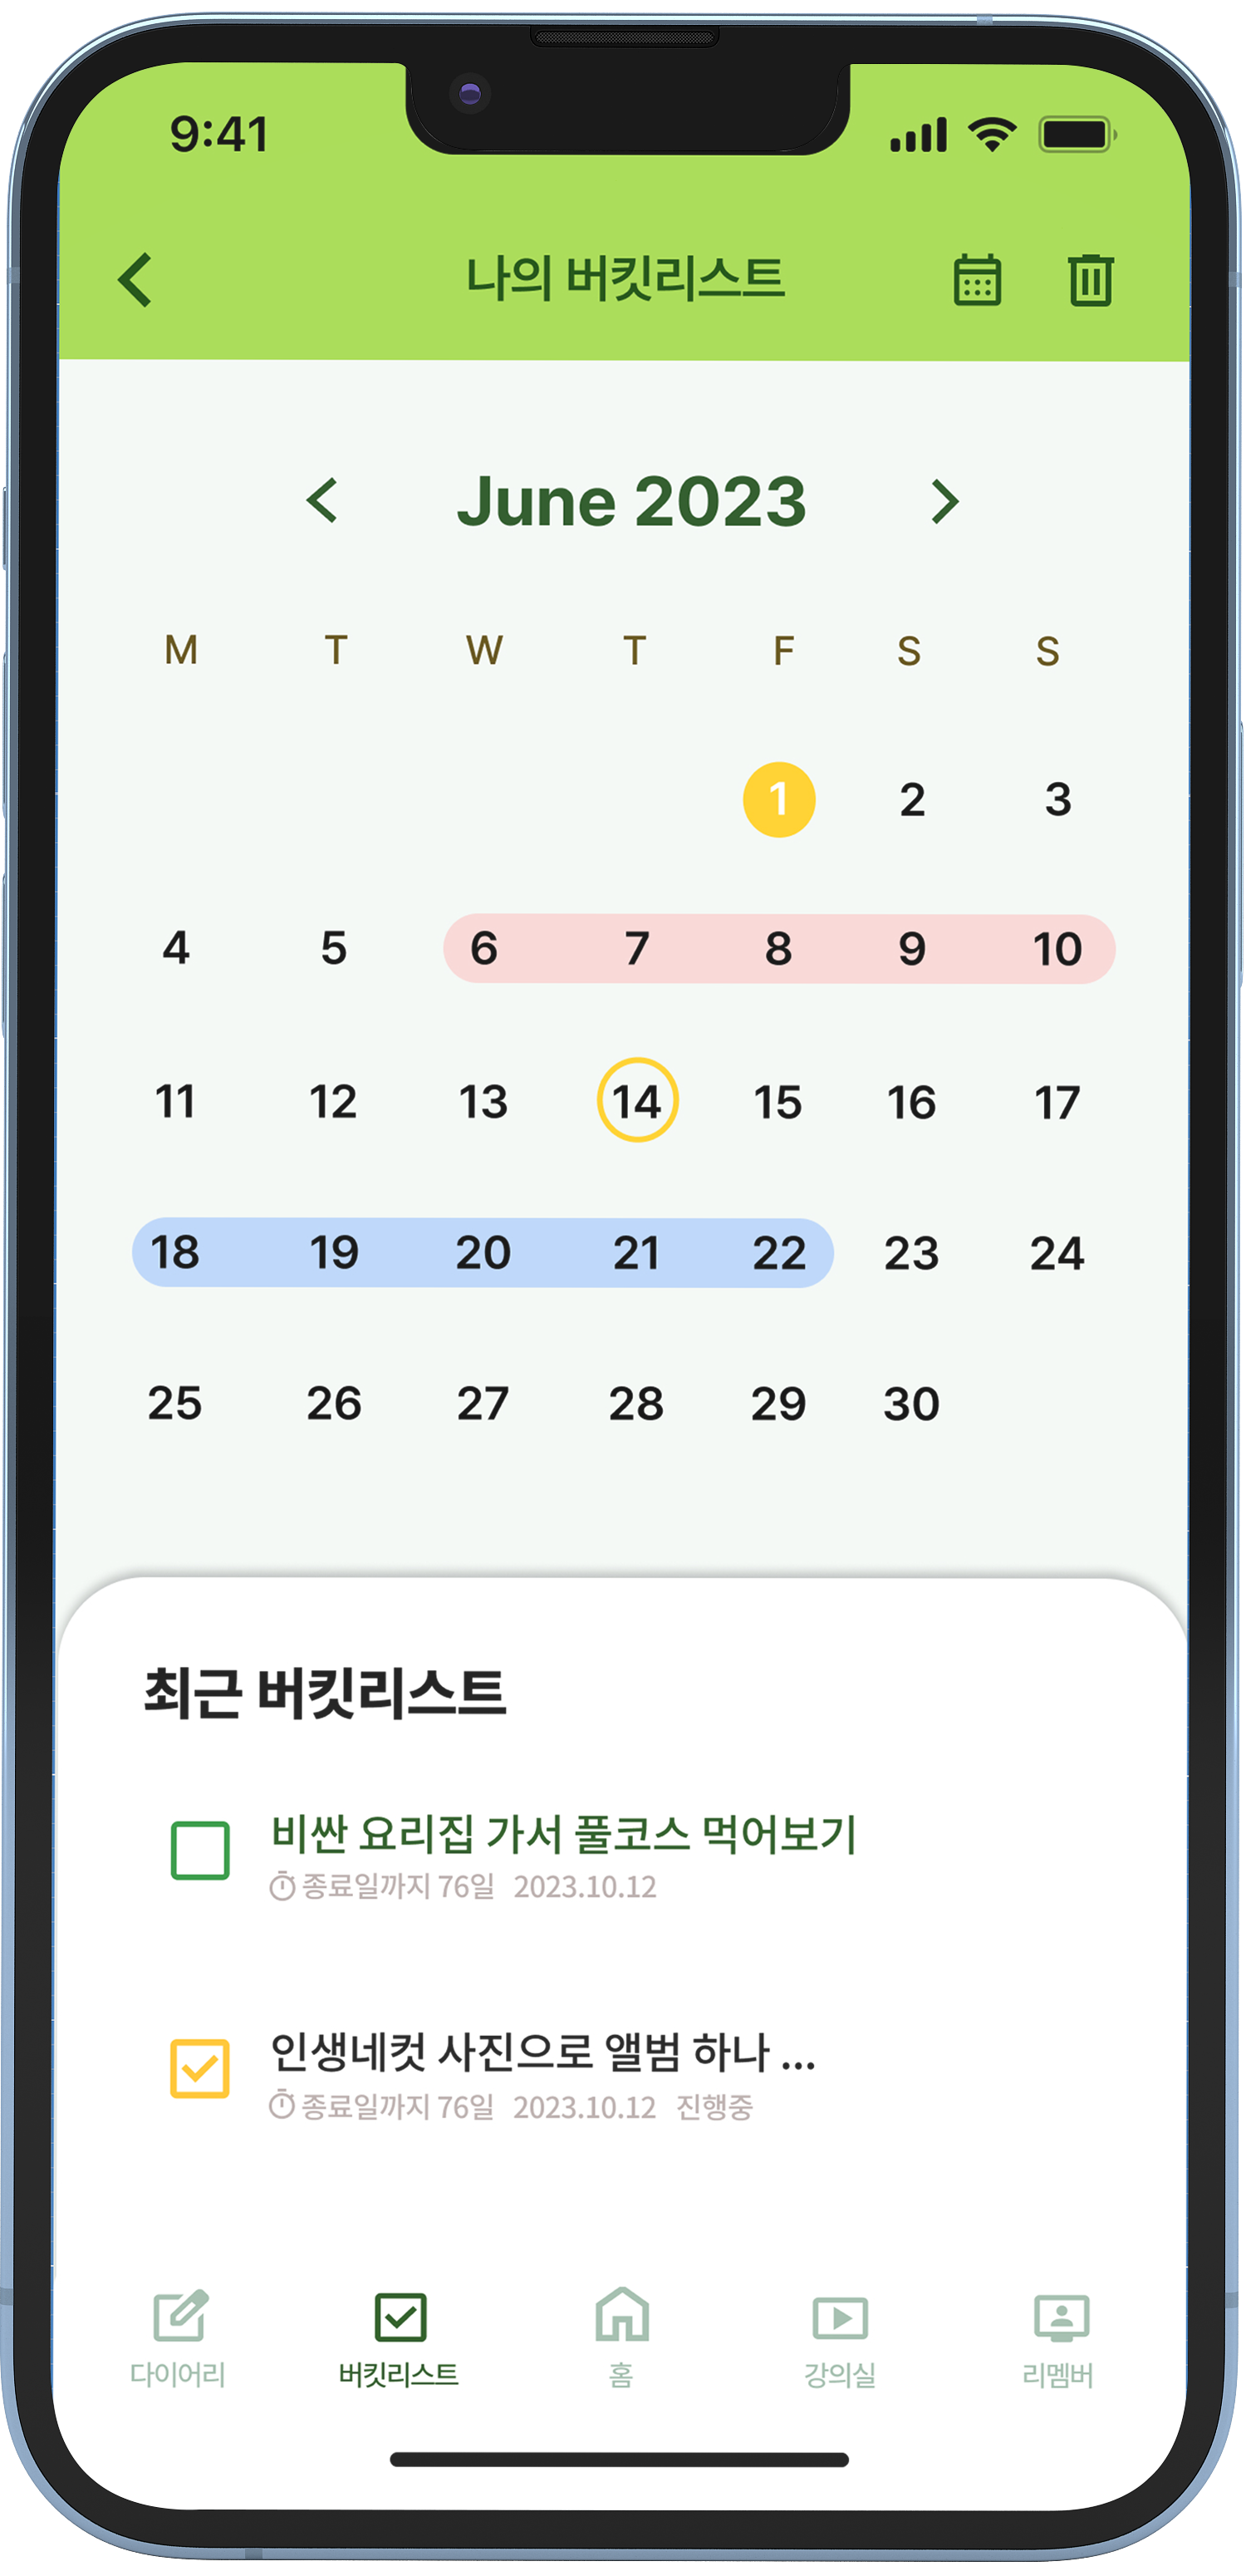 9:41
나의 버킷리스트
June 2023
M T W T F S S
1 2 3
4 5 6 7 8 9 10
11 12 13 14 15 16 17
18 19 20 21 22 23 24
25 26 27 28 29 30
최근 버킷리스트
비싼 요리집 가서 풀코스 먹어보기
종료일까지 76일 2023.10.12
인생네컷 사진으로 앨범 하나 ...
종료일까지 76일 2023.10.12 진행중
다이어리 버킷리스트 홈 강의실 리멤버